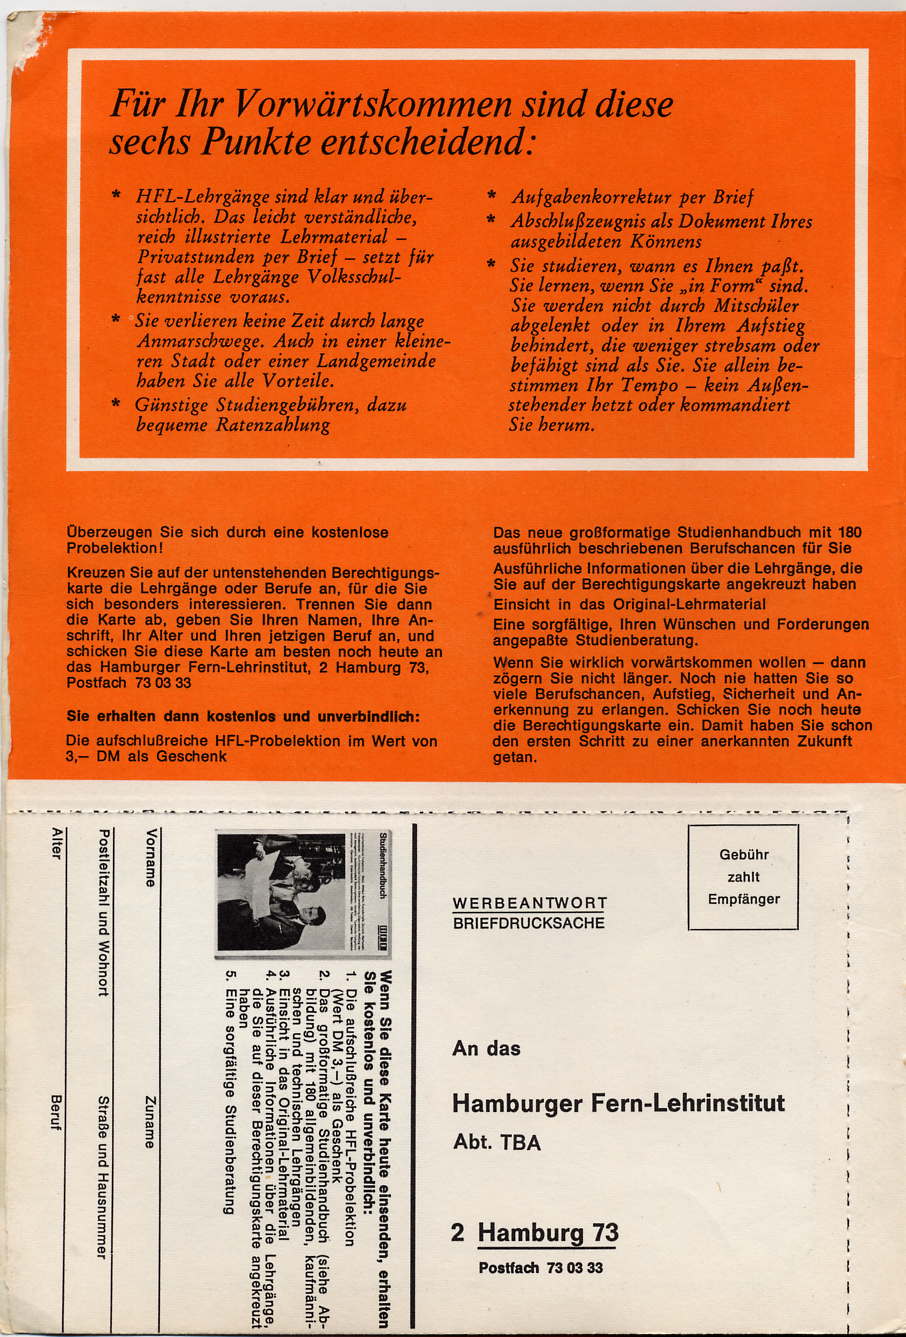 Für Ihr Vorwärtskommen sind diese
sechs Punkte entscheidend:
* HFL-Lehrgänge sind klar und über-
sichtlich. Das leicht verständliche,
reich illustrierte Lehrmaterial –
Privatstunden per Brief – setzt für
fast alle Lehrgänge Volksschul-
kenntnisse voraus.
* Sie verlieren keine Zeit durch lange
Anmarschwege. Auch in einer kleine-
ren Stadt oder einer Landgemeinde
haben Sie alle Vorteile.
* Günstige Studiengebühren, dazu
bequeme Ratenzahlung
* Aufgabenkorrektur per Brief
* Abschlußzeugnis als Dokument Ihres
ausgebildeten Könnens
* Sie studieren, wann es Ihnen paßt.
Sie lernen, wenn Sie „in Form“ sind.
Sie werden nicht durch Mitschüler
abgelenkt oder in Ihrem Aufstieg
behindert, die weniger strebsam oder
befähigt sind als Sie. Sie allein be-
stimmen Ihr Tempo – kein Außen-
stehender hetzt oder kommandiert
Sie herum.
Überzeugen Sie sich durch eine kostenlose
Probelektion!
Kreuzen Sie auf der untenstehenden Berechtigungs-
karte die Lehrgänge oder Berufe an, für die Sie
sich besonders interessieren. Trennen Sie dann
die Karte ab, geben Sie Ihren Namen, Ihre An-
schrift, Ihr Alter und Ihren jetzigen Beruf an, und
schicken Sie diese Karte am besten noch heute an
das Hamburger Fern-Lehrinstitut, 2 Hamburg 73,
Postfach 73 03 33
Sie erhalten dann kostenlos und unverbindlich:
Die aufschlußreiche HFL-Probelektion im Wert von
3,— DM als Geschenk
Das neue großformatige Studienhandbuch mit 180
ausführlich beschriebenen Berufschancen für Sie
Ausführliche Informationen über die Lehrgänge, die
Sie auf der Berechtigungskarte angekreuzt haben
Einsicht in das Original-Lehrmaterial
Eine sorgfältige, Ihren Wünschen und Forderungen
angepaßte Studienberatung.
Wenn Sie wirklich vorwärtskommen wollen — dann
zögern Sie nicht länger. Noch nie hatten Sie so
viele Berufschancen, Aufstieg, Sicherheit und An-
erkennung zu erlangen. Schicken Sie noch heute
die Berechtigungskarte ein. Damit haben Sie schon
den ersten Schritt zu einer anerkannten Zukunft
getan.
Studienhandbuch
Wenn Sie diese Karte heute einsenden, erhalten
Sie kostenlos und unverbindlich:
1. Die aufschlußreiche HFL-Probelektion
(Wert DM 3,—) als Geschenk
2. Das großformatige Studienhandbuch (siehe Ab-
bildung) mit 180 allgemeinbildenden, kaufmänni-
schen und technischen Lehrgängen
3. Einsicht in das Original-Lehrmaterial
4. Ausführliche Informationen über die Lehrgänge,
die Sie auf dieser Berechtigungskarte angekreuzt
haben
5. Eine sorgfältige Studienberatung
Vorname
Zuname
Postleitzahl und Wohnort
Straße und Hausnummer
Alter
Beruf
Gebühr
zahlt
Empfänger
WERBEANTWORT
BRIEFDRUCKSACHE
An das
Hamburger Fern-Lehrinstitut
Abt. TBA
2 Hamburg 73
Postfach 73 03 33